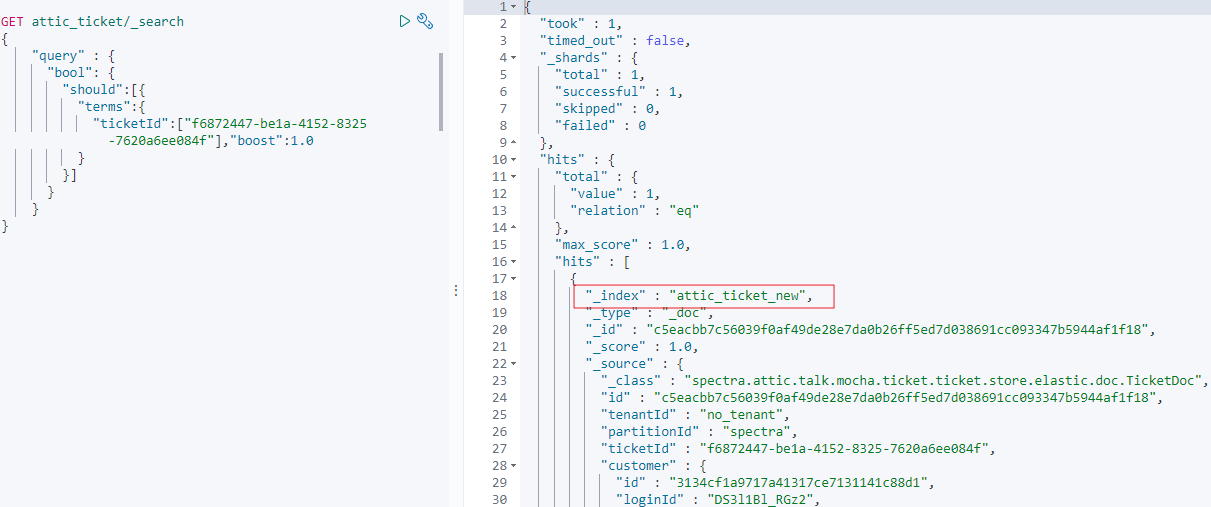 GET attic_ticket/_search
{
"query" : {
"bool": {
"should":[{
"terms":{
"ticketId":["f6872447-be1a-4152-8325
-7620a6ee084f"],"boost":1.0
}
}]
}
}
}
1 {
2 "took" : 1,
3 "timed_out" : false,
4 "_shards" : {
5 "total" : 1,
6 "successful" : 1,
7 "skipped" : 0,
8 "failed" : 0
9 },
10 "hits" : {
11 "total" : {
12 "value" : 1,
13 "relation" : "eq"
14 },
15 "max_score" : 1.0,
16 "hits" : [
17 {
18 "_index" : "attic_ticket_new",
19 "_type" : "_doc",
20 "_id" : "c5eacbb7c56039f0af49de28e7da0b26ff5ed7d038691cc093347b5944af1f18",
21 "_score" : 1.0,
22 "_source" : {
23 "_class" : "spectra.attic.talk.mocha.ticket.ticket.store.elastic.doc.TicketDoc",
24 "id" : "c5eacbb7c56039f0af49de28e7da0b26ff5ed7d038691cc093347b5944af1f18",
25 "tenantId" : "no_tenant",
26 "partitionId" : "spectra",
27 "ticketId" : "f6872447-be1a-4152-8325-7620a6ee084f",
28 "customer" : {
29 "id" : "3134cf1a9717a41317ce7131141c88d1",
30 "loginId" : "DS3l1Bl_RGz2",